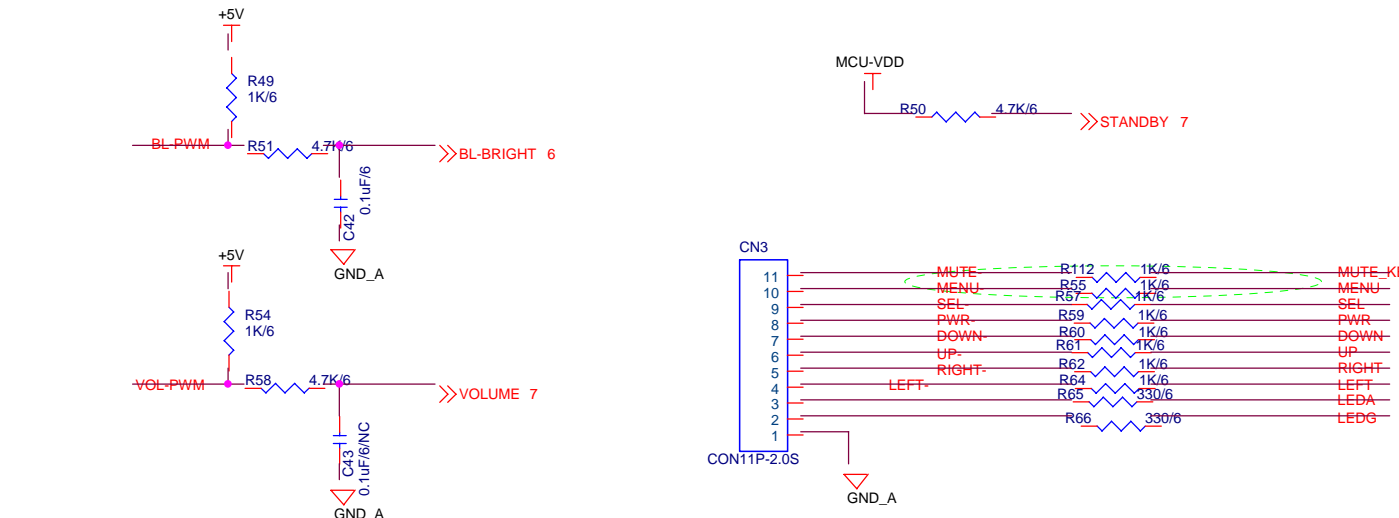 +5V
R49
1K/6
BL-PWM
R51
4.7K/6
BL-BRIGHT 6
0.1uF/6
C42
GND_A
+5V
R54
1K/6
VOL-PWM
R58
4.7K/6
VOLUME 7
C43
0.1uF/6/NC
GND_A
MCU-VDD
R50
4.7K/6
STANDBY 7
CN3
11 MUTE- R112 1K/6 MUTE_KI
10 MENU- R55 1K/6 MENU
9 SEL- R57 1K/6 SEL
8 PWR- R59 1K/6 PWR
7 DOWN- R60 1K/6 DOWN
6 UP- R61 1K/6 UP
5 RIGHT- R62 1K/6 RIGHT
4 LEFT- R64 1K/6 LEFT
3 R65 330/6 LEDA
2 R66 330/6 LEDG
1
CON11P-2.0S
GND_A